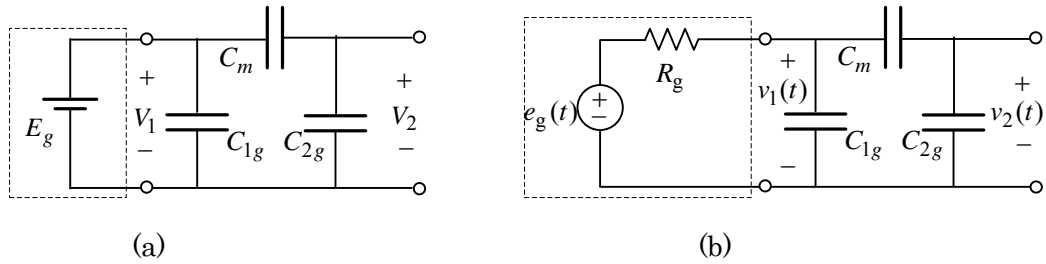 C_m
+
E_g
V_1
−
C_{1g}
C_{2g}
+
V_2
−
(a)
R_g
e_g(t)
+
−
+
v_1(t)
−
C_m
C_{1g}
C_{2g}
+
v_2(t)
−
(b)